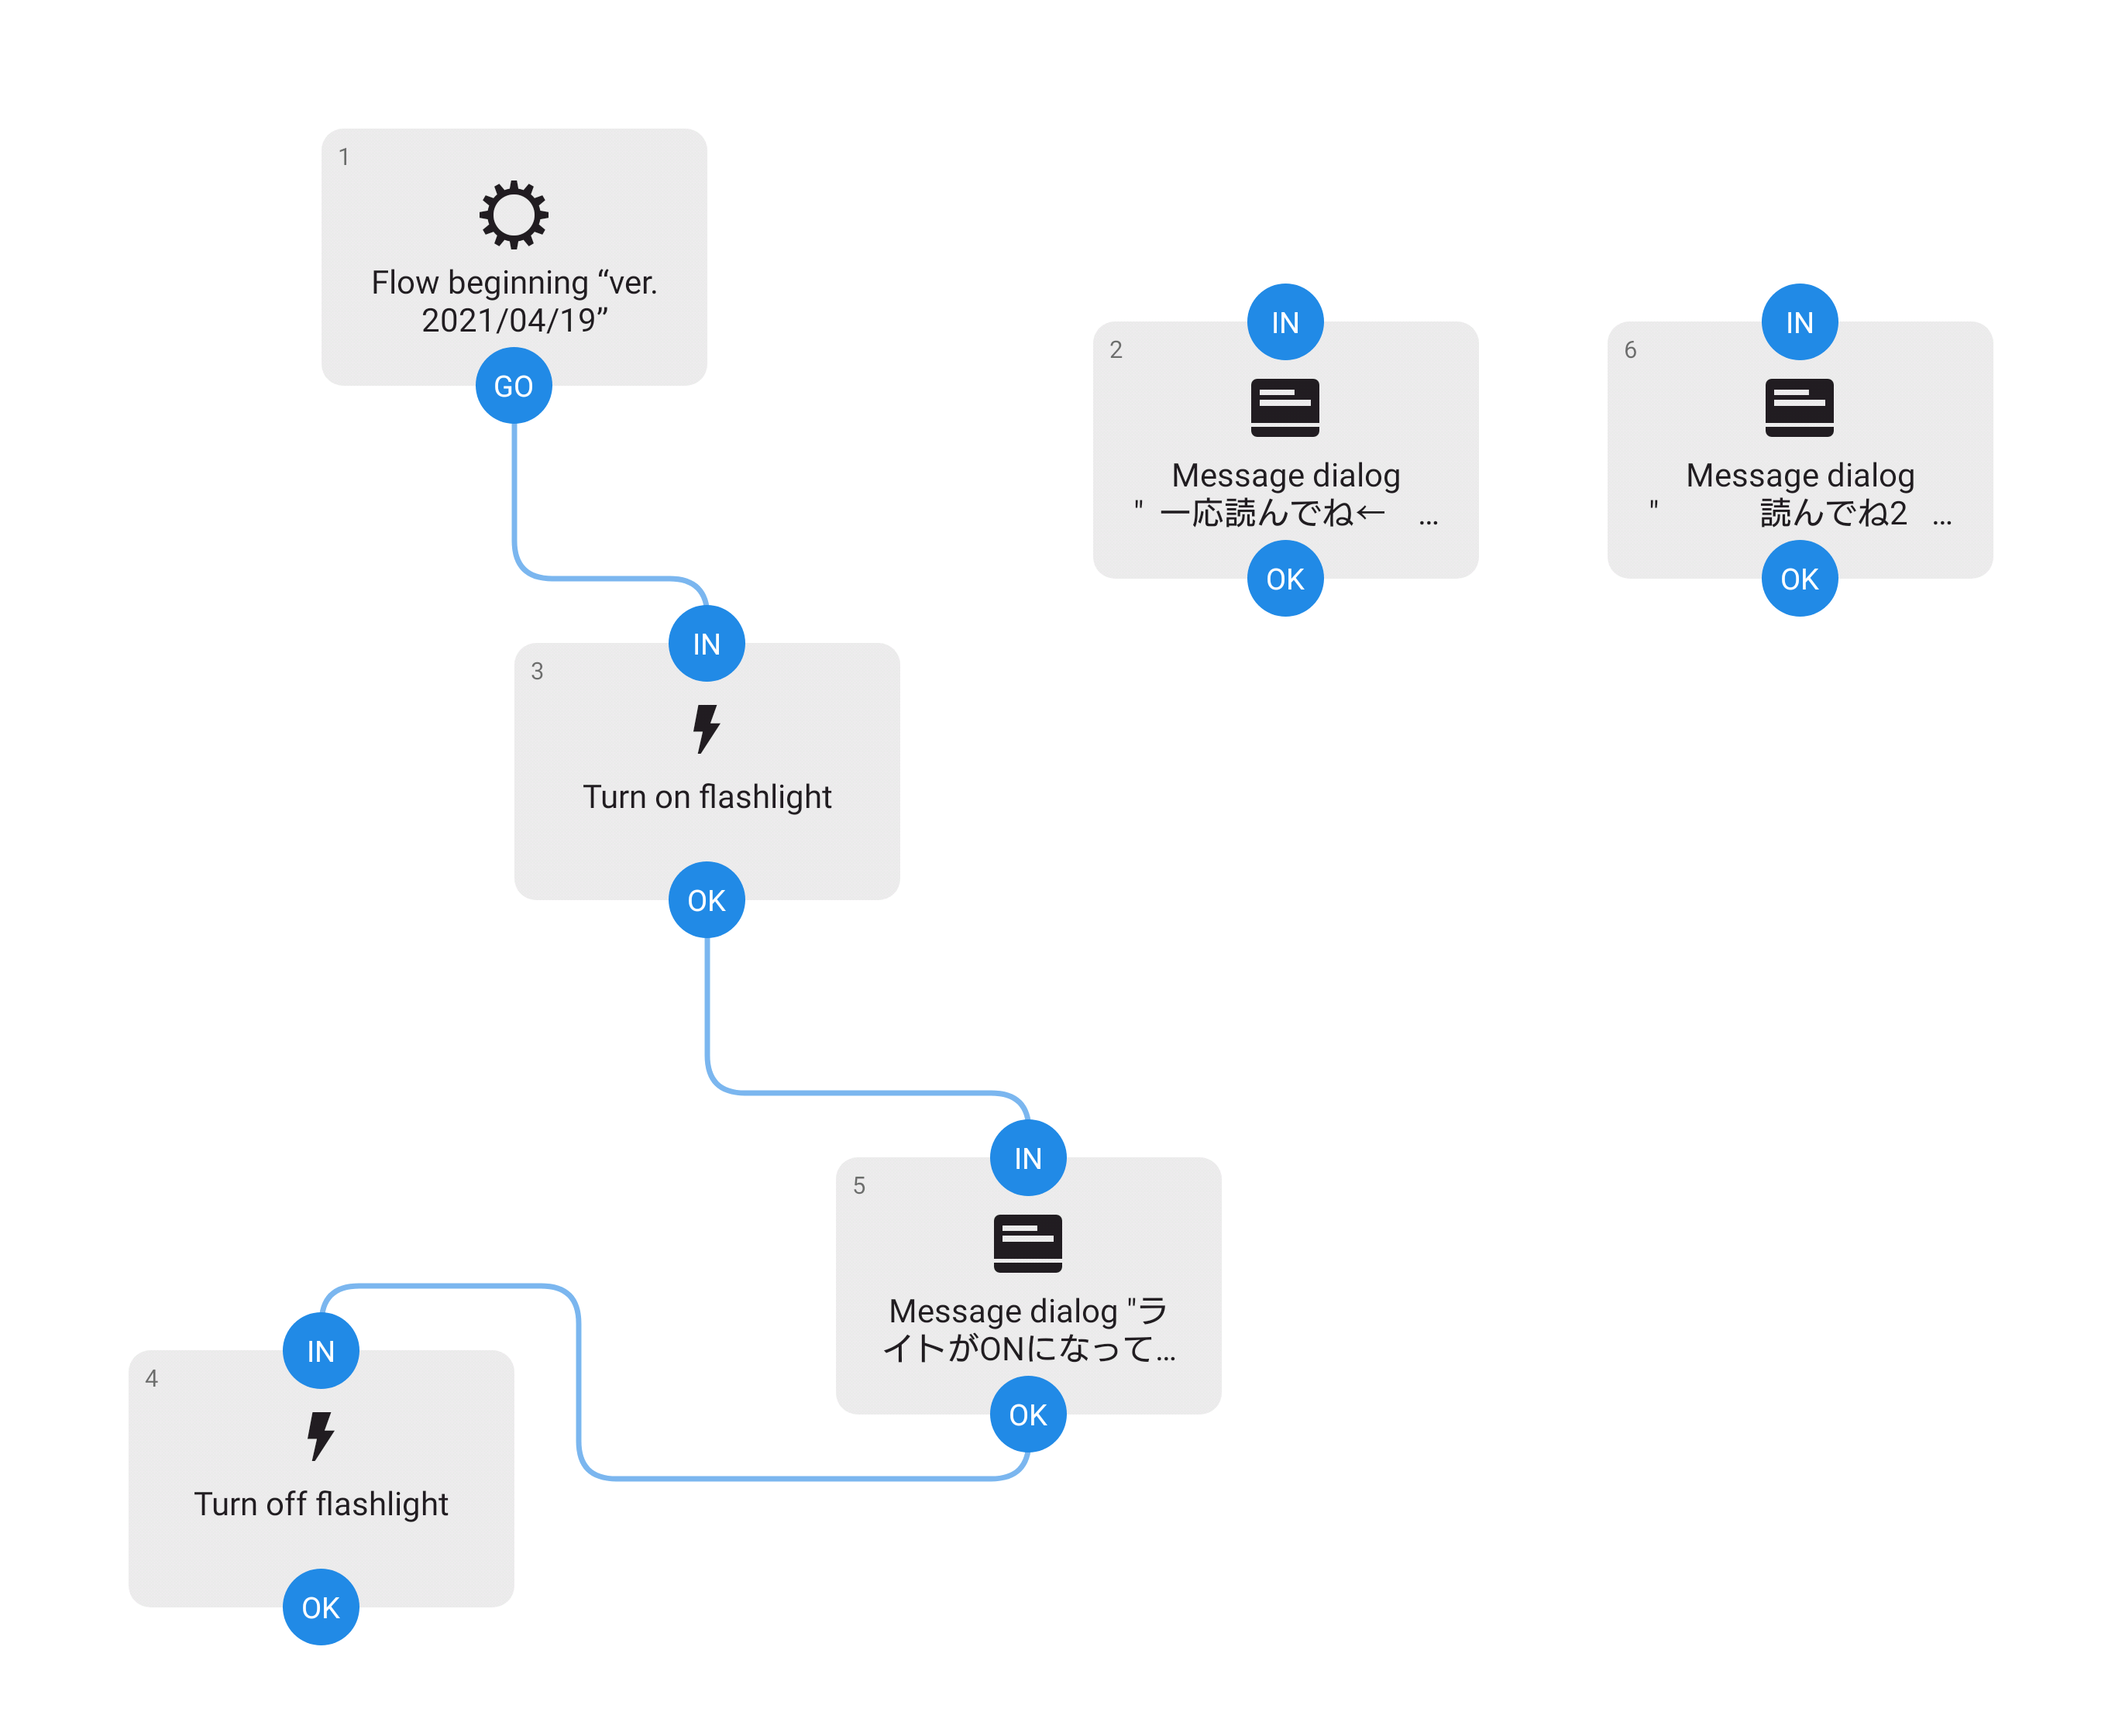 1
Flow beginning “ver.
2021/04/19”
GO
IN
2
Message dialog
" 一応読んでね← …
OK
IN
6
Message dialog
" 読んでね2 …
OK
IN
3
Turn on flashlight
OK
IN
5
Message dialog "ラ
イトがONになって…
OK
IN
4
Turn off flashlight
OK